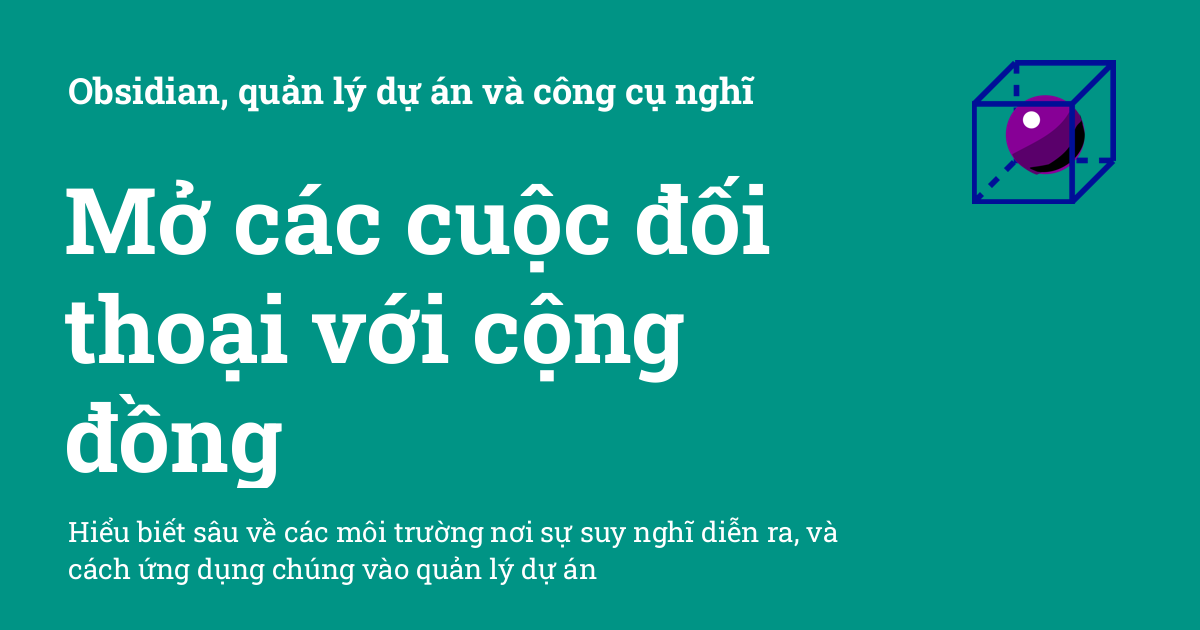 Obsidian, quản lý dự án và công cụ nghĩ
Mở các cuộc đối
thoại với cộng
đồng
Hiểu biết sâu về các môi trường nơi sự suy nghĩ diễn ra, và
cách ứng dụng chúng vào quản lý dự án